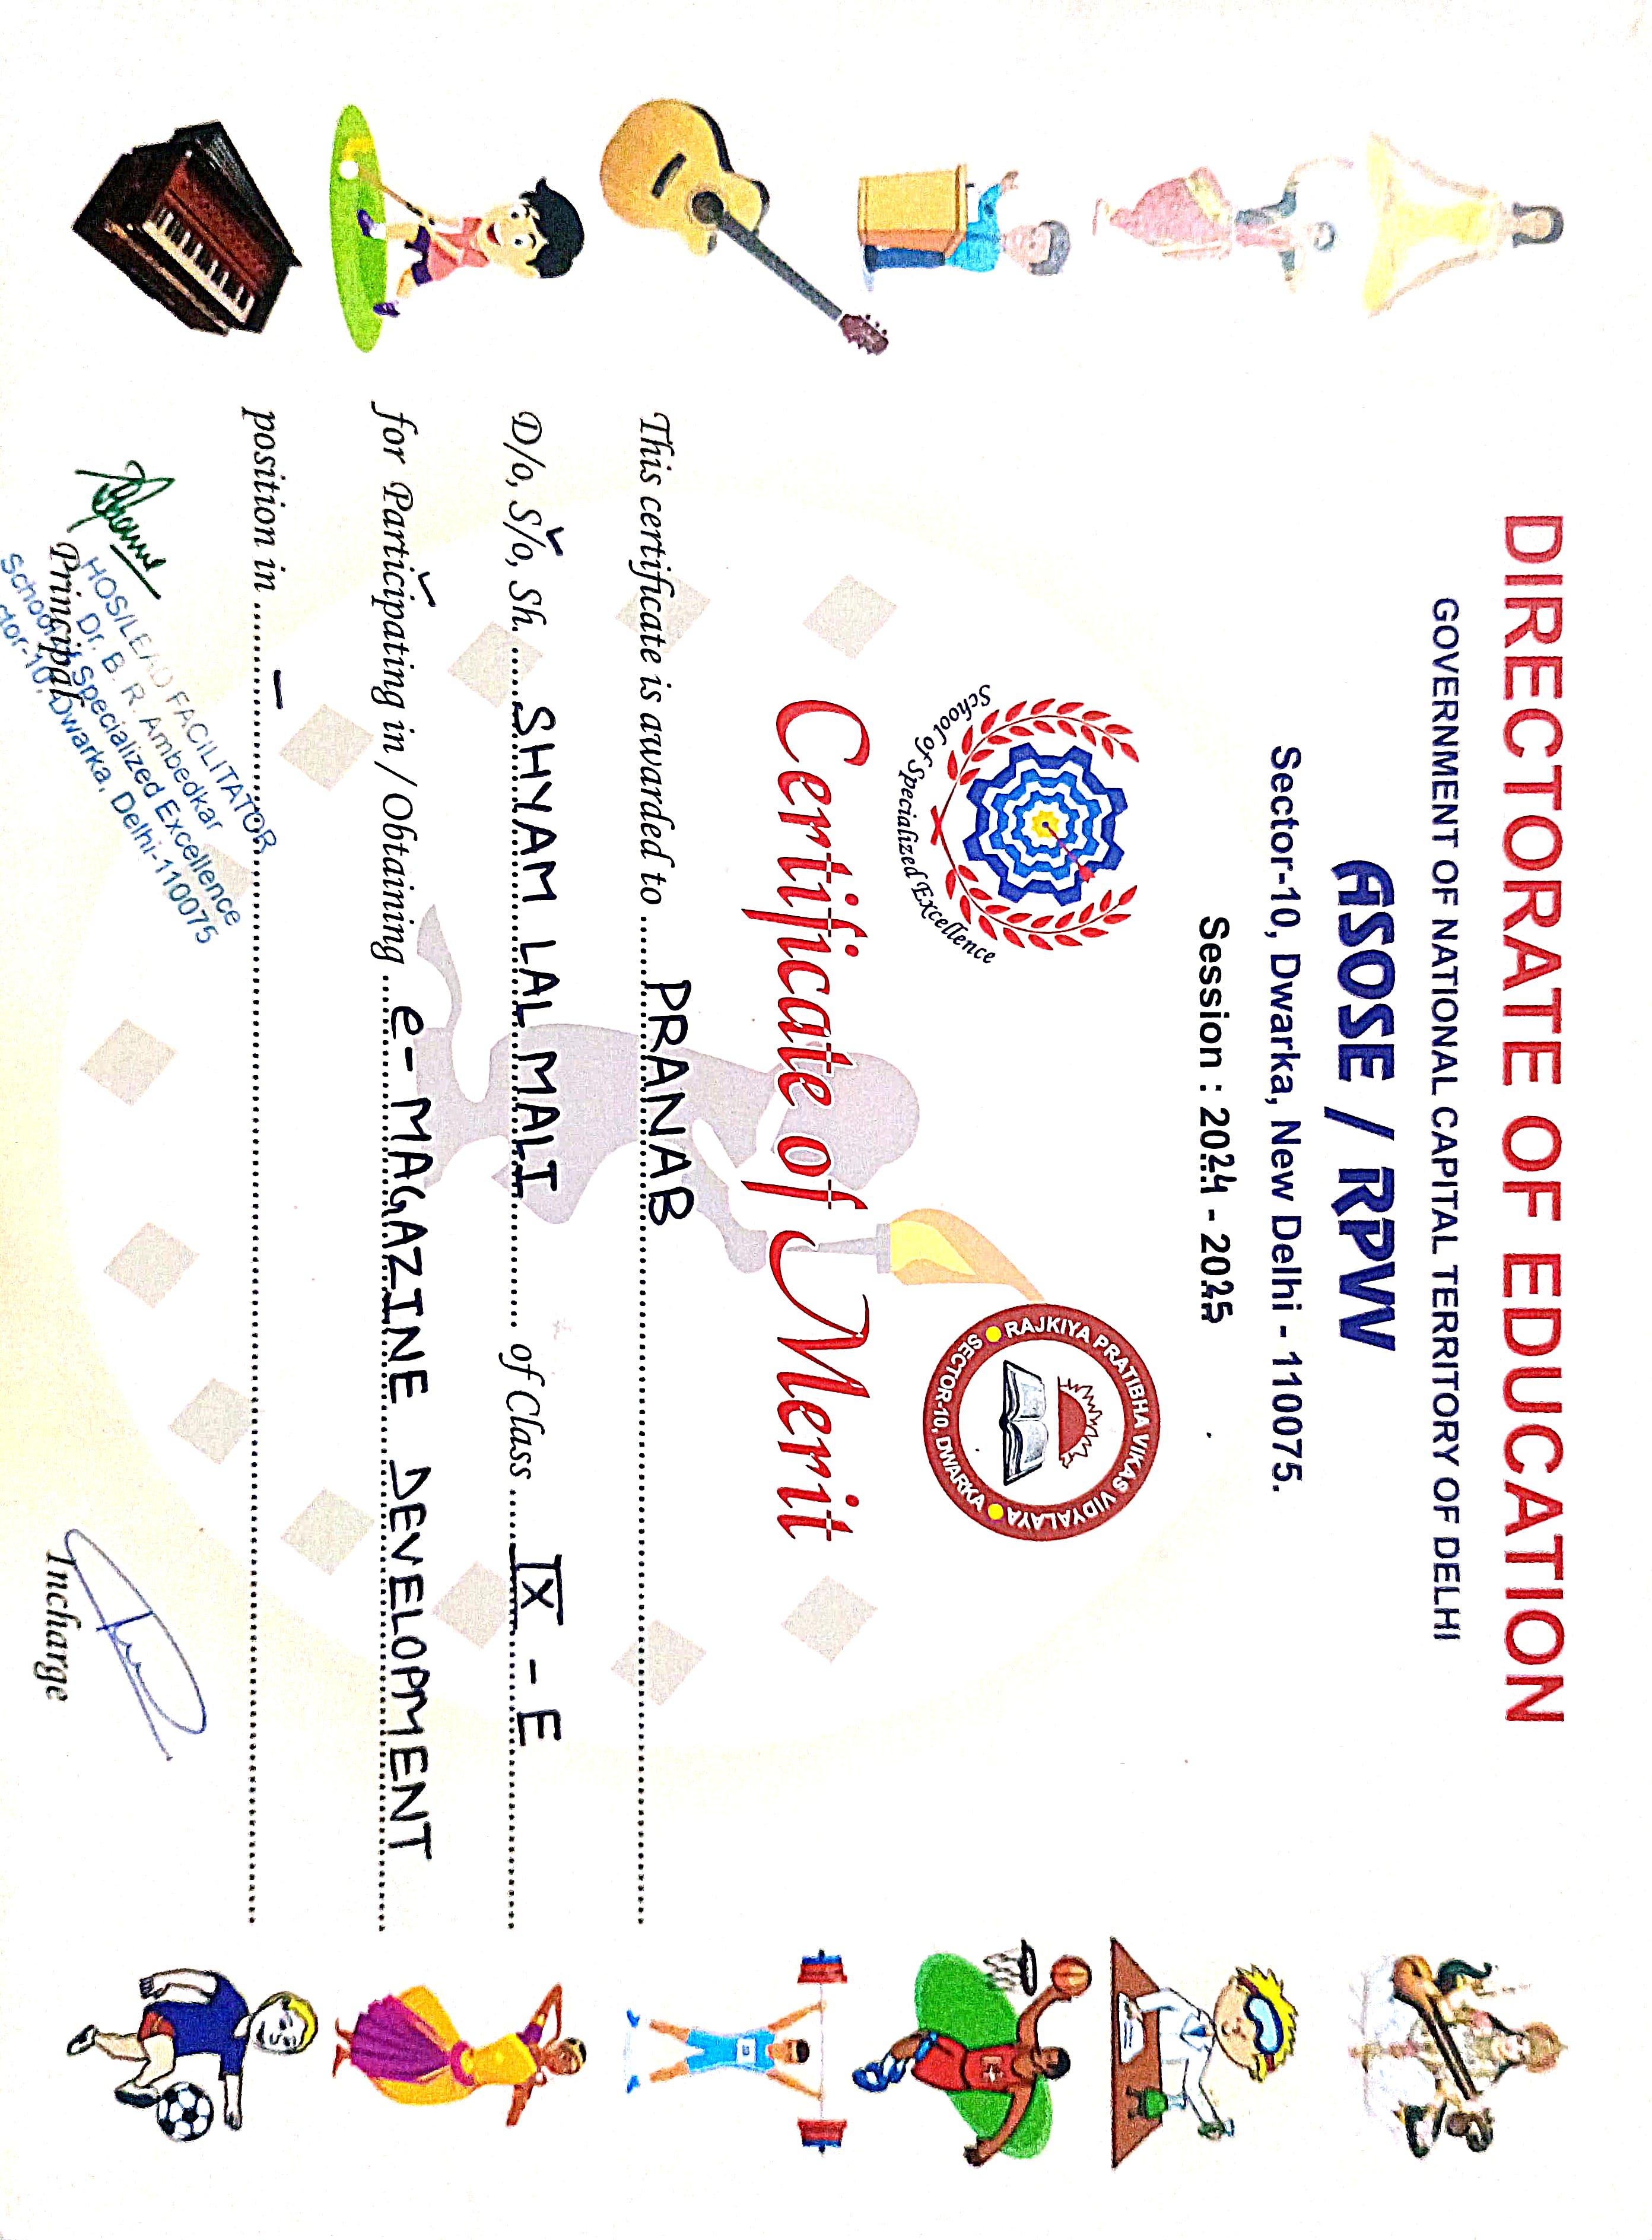 DIRECTORATE OF EDUCATION
GOVERNMENT OF NATIONAL CAPITAL TERRITORY OF DELHI
ASOSE / RPVV
Sector-10, Dwarka, New Delhi - 110075.
Session : 2024 - 2025
School of Specialized Excellence
RAJKIYA PRATIBHA VIKAS VIDYALAYA
SECTOR-10, DWARKA
Certificate of Merit
This certificate is awarded to PRANAB
D/o, S/o, Sh. SHYAM LAL MALI of Class IX - E
for Participating in / Obtaining e- MAGAZINE DEVELOPMENT
position in –
HOS/LEAD FACILITATOR
Dr. B. R. Ambedkar
School of Specialized Excellence
Dwarka, Delhi-110075
Principal
Incharge